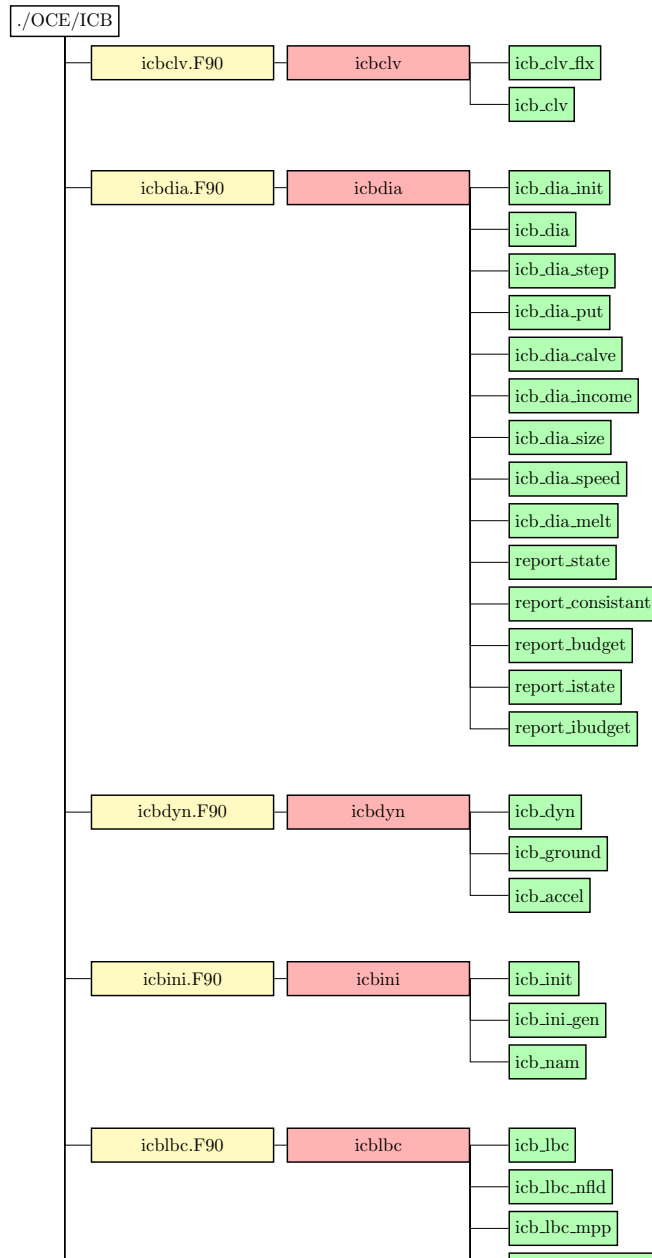 ./OCE/ICB
icbclv.F90 icbclv icb_clv_flx
icb_clv
icbdia.F90 icbdia icb_dia_init
icb_dia
icb_dia_step
icb_dia_put
icb_dia_calve
icb_dia_income
icb_dia_size
icb_dia_speed
icb_dia_melt
report_state
report_consistant
report_budget
report_istate
report_ibudget
icbdyn.F90 icbdyn icb_dyn
icb_ground
icb_accel
icbini.F90 icbini icb_init
icb_ini_gen
icb_nam
icblbc.F90 icblbc icb_lbc
icb_lbc_nfld
icb_lbc_mpp